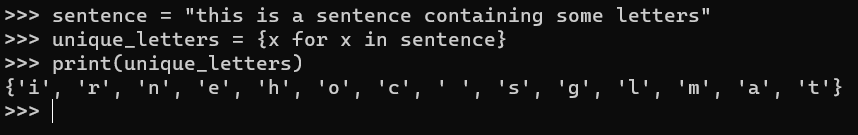 >>> sentence = "this is a sentence containing some letters"
>>> unique_letters = {x for x in sentence}
>>> print(unique_letters)
{'i', 'r', 'n', 'e', 'h', 'o', 'c', ' ', 's', 'g', 'l', 'm', 'a', 't'}
>>>